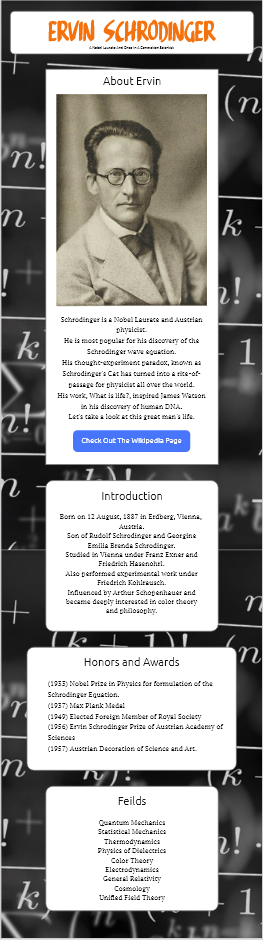 ERVIN SCHRODINGER
A Nobel Laurate And Once In A Generation Scientist
About Ervin
Schrodinger is a Nobel Laurate and Austrian
physicist.
He is most popular for his discovery of the
Schrodinger wave equation.
His thought-experiment paradox, known as
Schrodinger's Cat has turned into a rite-of-
passage for physicist all over the world.
His work, What is life?, inspired James Watson
in his discovery of human DNA.
Let's take a look at this great man's life.
Check Out The Wikipedia Page
Introduction
Born on 12 August, 1887 in Erdberg, Vienna,
Austria.
Son of Rudolf Schrodinger and Georgine
Emilia Brenda Schrodinger.
Studied in Vienna under Franz Exner and
Friedrich Hasenohrl.
Also performed experimental work under
Friedrich Kohlrausch.
Influenced by Arthur Schopenhauer and
became deeply interested in color theory
and philosophy.
Honors and Awards
(1933) Nobel Prize in Physics for formulation of the
Schrodinger Equation.
(1937) Max Plank Medal
(1949) Elected Foreign Member of Royal Society
(1956) Ervin Schrodinger Prize of Austrian Academy of
Sciences
(1957) Austrian Decoration of Science and Art.
Feilds
Quantum Mechanics
Statistical Mechanics
Thermodynamics
Physics of Dielectrics
Color Theory
Electrodynamics
General Relativity
Cosmology
Unified Field Theory